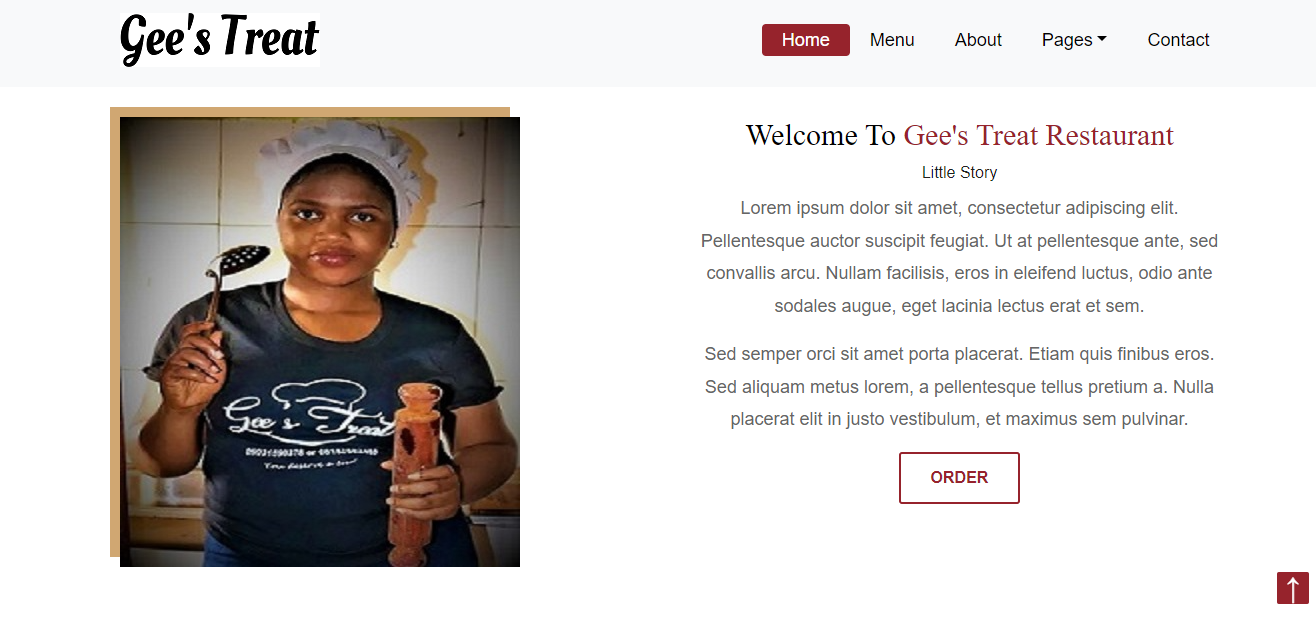 Gee's Treat
Home Menu About Pages Contact
Welcome To Gee's Treat Restaurant
Little Story
Lorem ipsum dolor sit amet, consectetur adipiscing elit.
Pellentesque auctor suscipit feugiat. Ut at pellentesque ante, sed
convallis arcu. Nullam facilisis, eros in eleifend luctus, odio ante
sodales augue, eget lacinia lectus erat et sem.
Sed semper orci sit amet porta placerat. Etiam quis finibus eros.
Sed aliquam metus lorem, a pellentesque tellus pretium a. Nulla
placerat elit in justo vestibulum, et maximus sem pulvinar.
ORDER
Gee's Treat